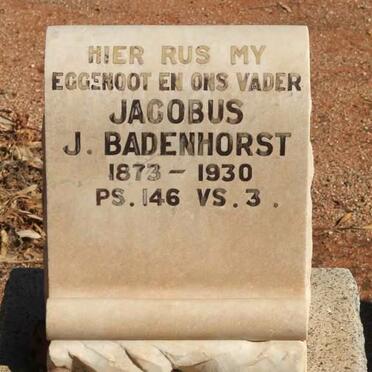 HIER RUS MY
EGGENOOT EN ONS VADER
JACOBUS
J. BADENHORST
1873 - 1930
PS. 146 VS. 3.